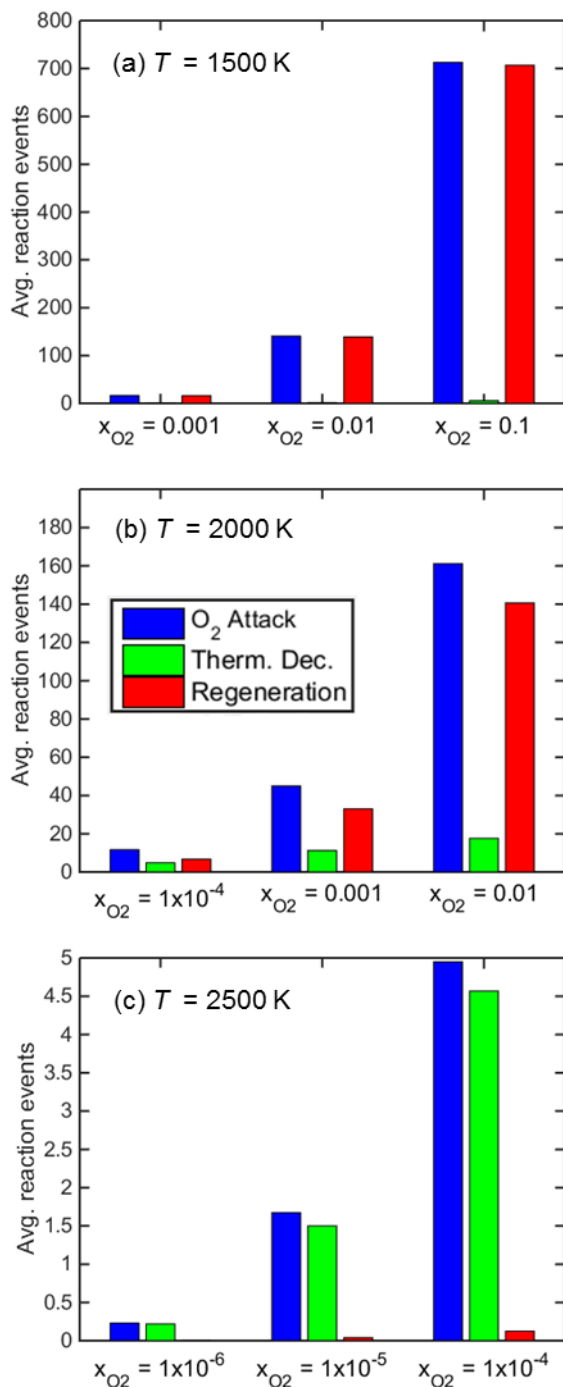 (a) T = 1500 K
Avg. reaction events
800
700
600
500
400
300
200
100
0
x_O2 = 0.001
x_O2 = 0.01
x_O2 = 0.1
(b) T = 2000 K
Avg. reaction events
180
160
140
120
100
80
60
40
20
0
O₂ Attack
Therm. Dec.
Regeneration
x_O2 = 1x10⁻⁴
x_O2 = 0.001
x_O2 = 0.01
(c) T = 2500 K
Avg. reaction events
5
4.5
4
3.5
3
2.5
2
1.5
1
0.5
0
x_O2 = 1x10⁻⁶
x_O2 = 1x10⁻⁵
x_O2 = 1x10⁻⁴